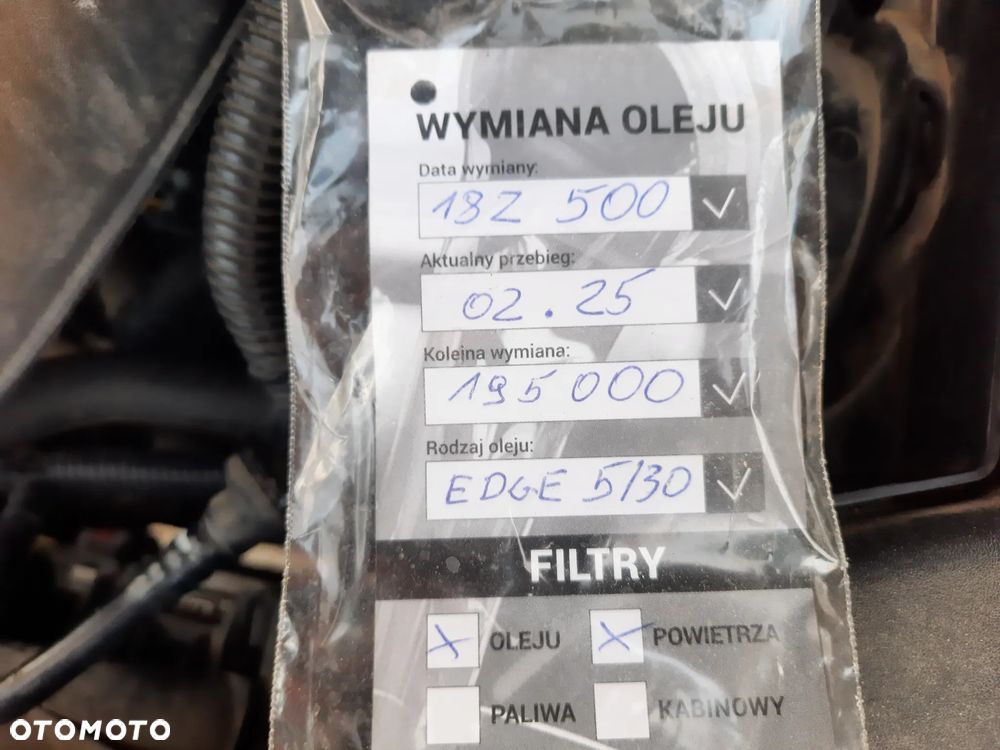 WYMIANA OLEJU
Data wymiany:
182 500
Aktualny przebieg:
02.25
Kolejna wymiana:
195 000
Rodzaj oleju:
EDGE 5/30
FILTRY
X OLEJU X POWIETRZA
PALIWA KABINOWY
OTOMOTO